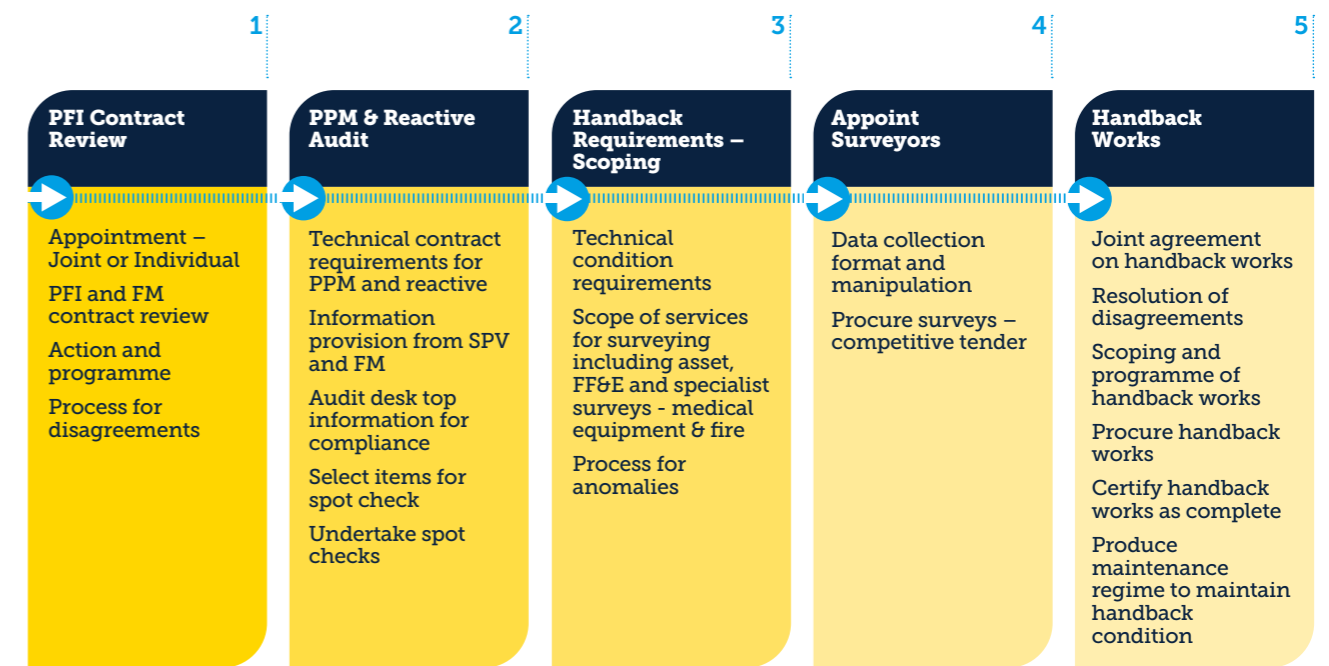 1
2
3
4
5
PFI Contract
Review
Appointment –
Joint or Individual
PFI and FM
contract review
Action and
programme
Process for
disagreements
PPM & Reactive
Audit
Technical contract
requirements for
PPM and reactive
Information
provision from SPV
and FM
Audit desk top
information for
compliance
Select items for
spot check
Undertake spot
checks
Handback
Requirements –
Scoping
Technical
condition
requirements
Scope of services
for surveying
including asset,
FF&E and specialist
surveys - medical
equipment & fire
Process for
anomalies
Appoint
Surveyors
Data collection
format and
manipulation
Procure surveys –
competitive tender
Handback
Works
Joint agreement
on handback works
Resolution of
disagreements
Scoping and
programme of
handback works
Procure handback
works
Certify handback
works as complete
Produce
maintenance
regime to maintain
handback
condition